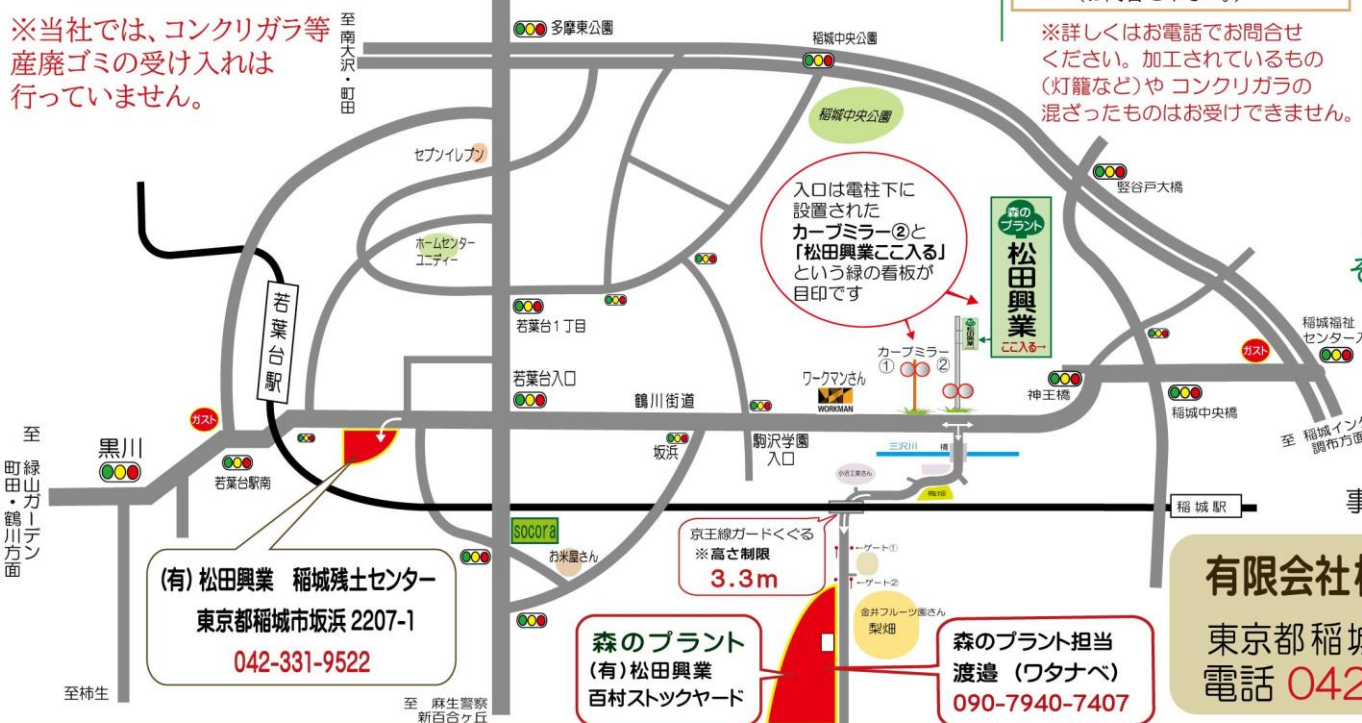 ※当社では、コンクリガラ等
産廃ゴミの受け入れは
行っていません。
至 南大沢・町田
多摩東公園
稲城中央公園
稲城中央公園
※詳しくはお電話でお問合せ
ください。加工されているもの
(灯籠など)や コンクリガラの
混ざったものはお受けできません。
セブンイレブン
竪谷戸大橋
入口は電柱下に
設置された
カーブミラー②と
「松田興業ここ入る」
という緑の看板が
目印です
森の
プラント
松田興業
ここ入る→
松田興業
ホームセンター
ユニディー
若葉台駅
若葉台1丁目
稲城福祉
センター入
ガスト
カーブミラー
① ②
ワークマンさん
WORKMAN
神王橋
稲城中央橋
若葉台入口
鶴川街道
至 稲城インタ
調布方面
ガスト
至 緑山ガーデン
町田・鶴川方面
黒川
若葉台駅南
坂浜
駒沢学園
入口
三沢川
橋
小沼工業さん
稲城駅
socora
お米屋さん
京王線ガードくぐる
※高さ制限
3.3m
←ゲート①
←ゲート②
金井フルーツ園さん
梨畑
(有) 松田興業 稲城残土センター
東京都稲城市坂浜 2207-1
042-331-9522
森のプラント
(有) 松田興業
百村ストックヤード
森のプラント担当
渡邉 (ワタナベ)
090-7940-7407
事
有限会社
東京都稲城
電話 042
至柿生
至 麻生警察
新百合ヶ丘